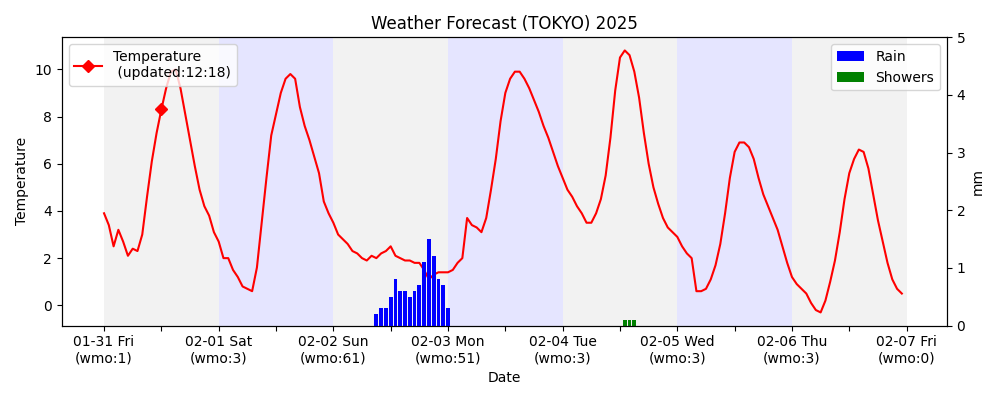 Weather Forecast (TOKYO) 2025
Temperature
(updated:12:18)
Rain
Showers
Temperature
10
8
6
4
2
0
5
4
3
2
1
0
mm
01-31 Fri
(wmo:1)
02-01 Sat
(wmo:3)
02-02 Sun
(wmo:61)
02-03 Mon
(wmo:51)
02-04 Tue
(wmo:3)
02-05 Wed
(wmo:3)
02-06 Thu
(wmo:3)
02-07 Fri
(wmo:0)
Date